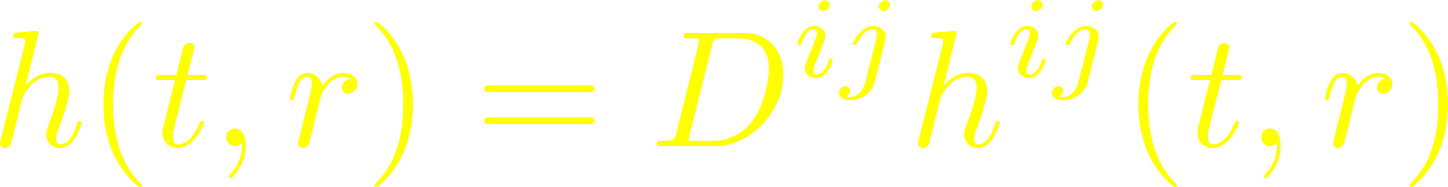 h(t, r) = D^{ij} h^{ij}(t, r)